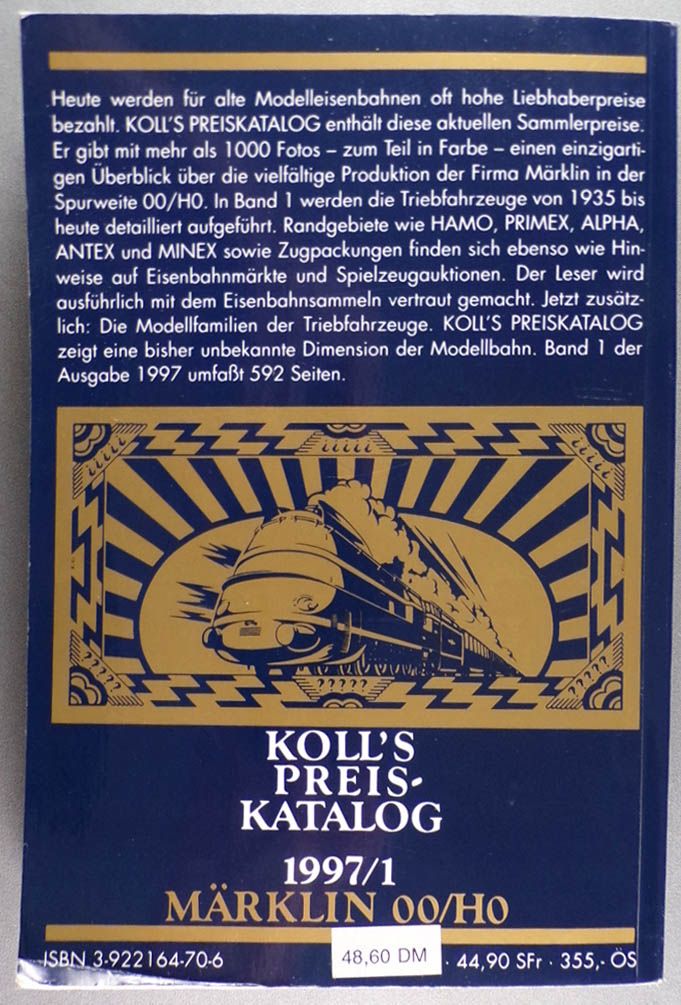 Heute werden für alte Modelleisenbahnen oft hohe Liebhaberpreise
bezahlt. KOLL'S PREISKATALOG enthält diese aktuellen Sammlerpreise.
Er gibt mit mehr als 1000 Fotos – zum Teil in Farbe – einen einzigarti-
gen Überblick über die vielfältige Produktion der Firma Märklin in der
Spurweite 00/H0. In Band 1 werden die Triebfahrzeuge von 1935 bis
heute detailliert aufgeführt. Randgebiete wie HAMO, PRIMEX, ALPHA,
ANTEX und MINEX sowie Zugpackungen finden sich ebenso wie Hin-
weise auf Eisenbahnmärkte und Spielzeugauktionen. Der Leser wird
ausführlich mit dem Eisenbahnsammeln vertraut gemacht. Jetzt zusätz-
lich: Die Modellfamilien der Triebfahrzeuge. KOLL'S PREISKATALOG
zeigt eine bisher unbekannte Dimension der Modellbahn. Band 1 der
Ausgabe 1997 umfaßt 592 Seiten.
KOLL'S
PREIS-
KATALOG
1997/1
MÄRKLIN 00/H0
ISBN 3-922164-70-6 48,60 DM · 44,90 SFr · 355,- ÖS